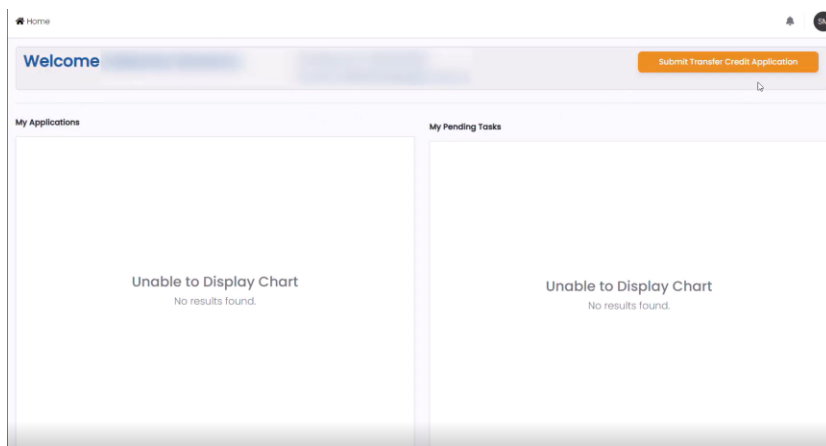 Home
SM
Welcome
Submit Transfer Credit Application
My Applications
My Pending Tasks
Unable to Display Chart
No results found.
Unable to Display Chart
No results found.